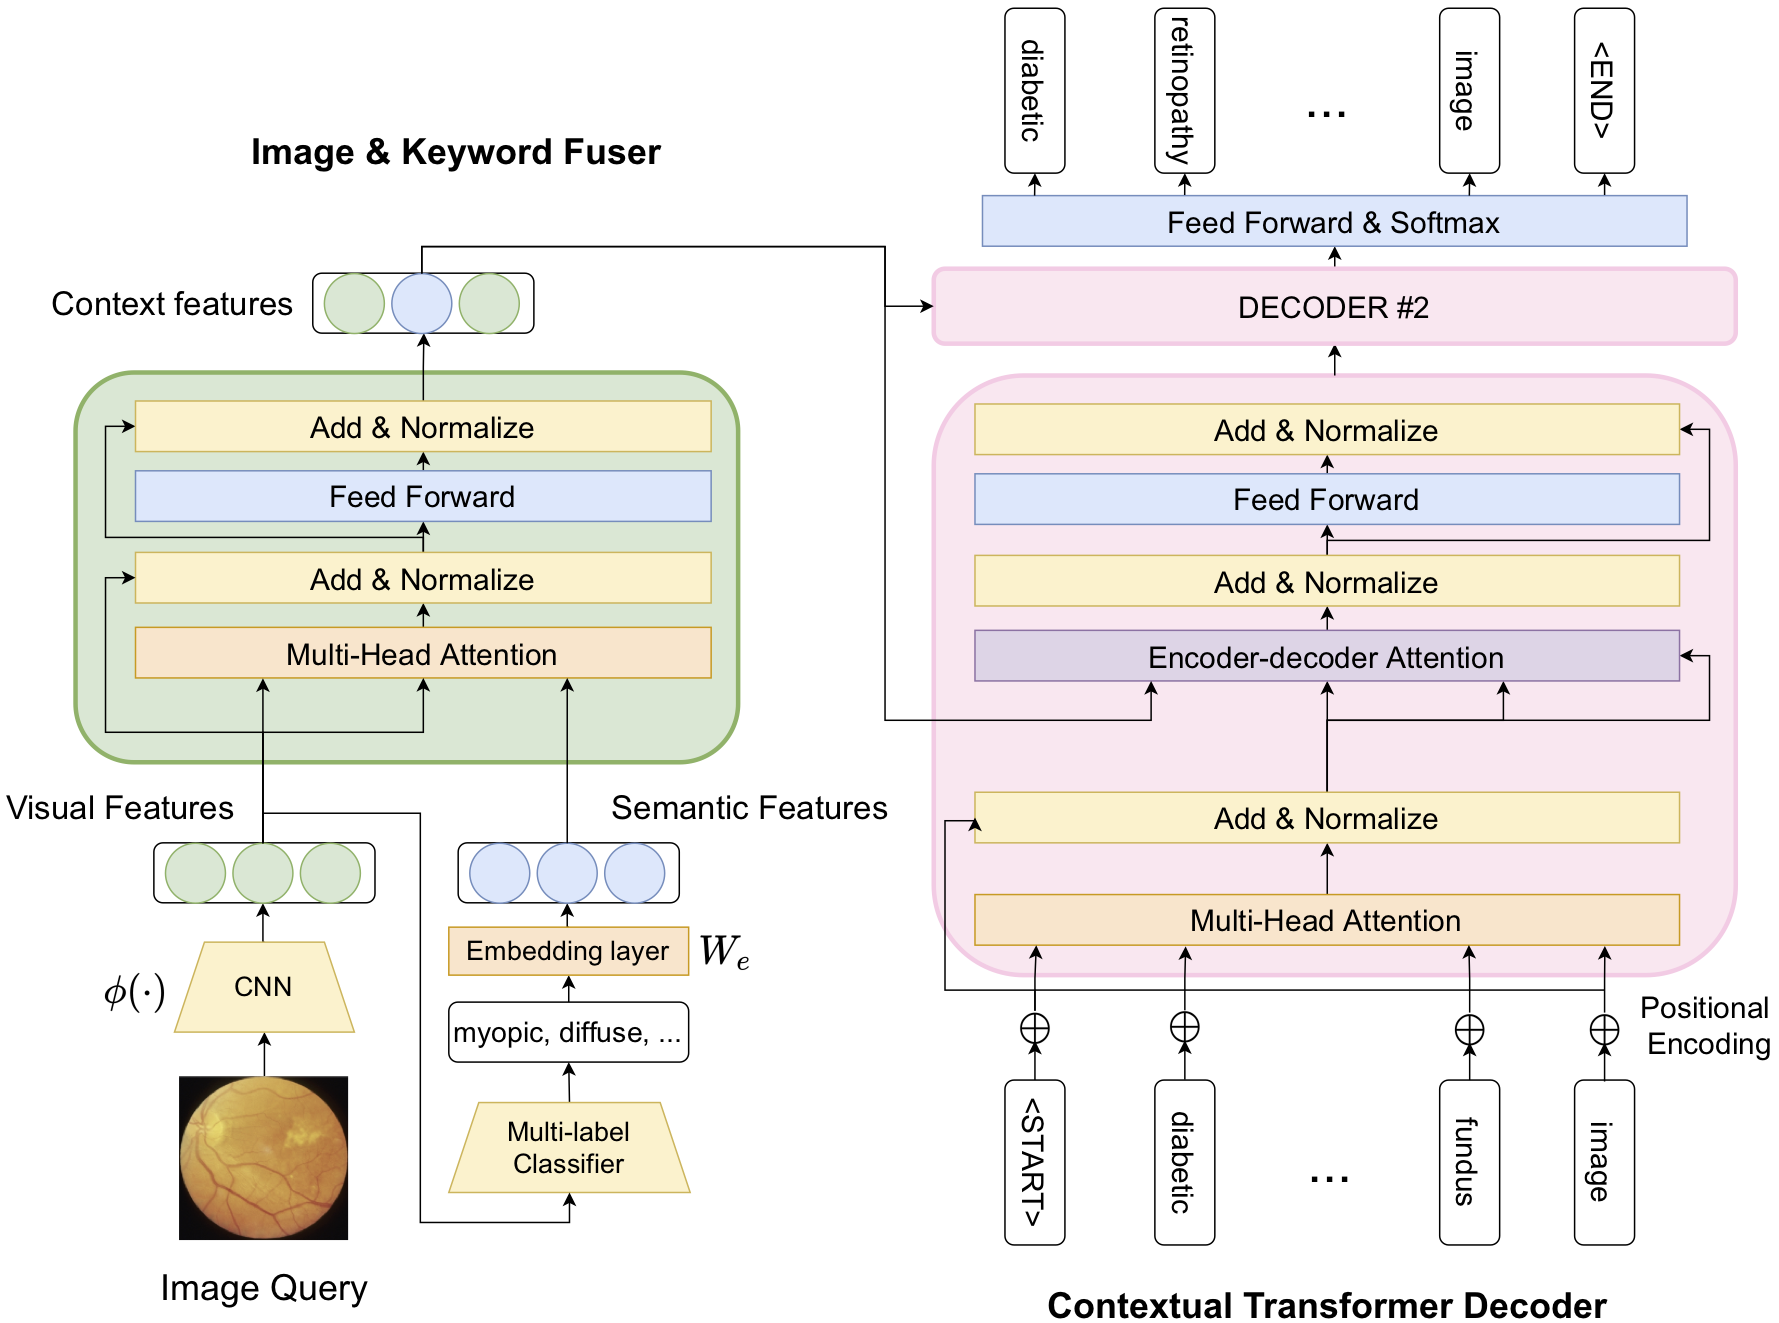 Image & Keyword Fuser
Context features
Add & Normalize
Feed Forward
Add & Normalize
Multi-Head Attention
Visual Features
Semantic Features
Embedding layer
W_e
ϕ(·)
CNN
myopic, diffuse, ...
Multi-label
Classifier
Image Query
diabetic
retinopathy
...
image
<END>
Feed Forward & Softmax
DECODER #2
Add & Normalize
Feed Forward
Add & Normalize
Encoder-decoder Attention
Add & Normalize
Multi-Head Attention
Positional
Encoding
<START>
diabetic
...
fundus
image
Contextual Transformer Decoder